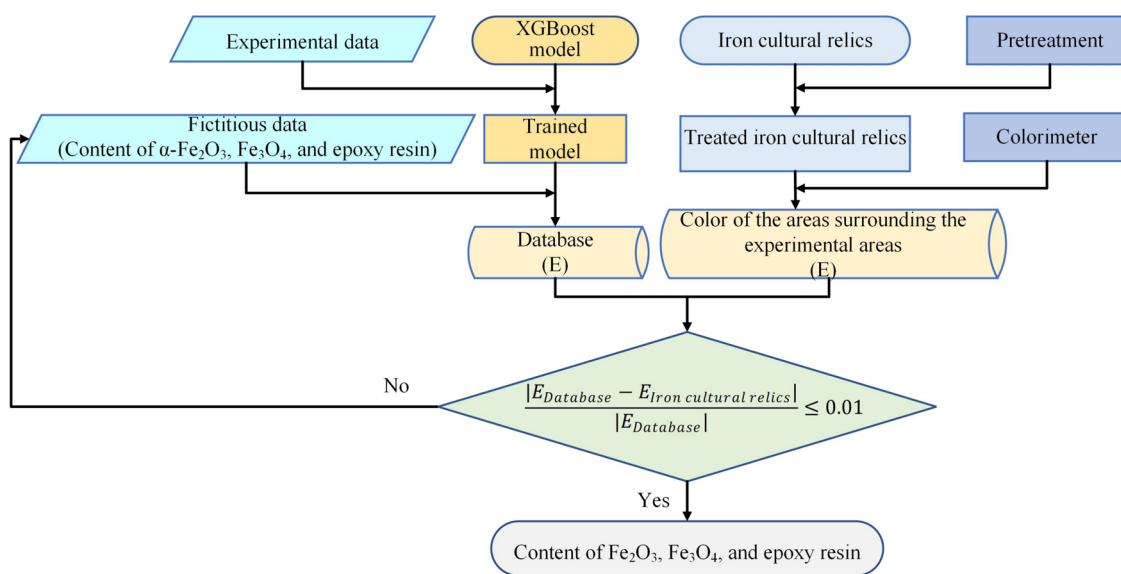 Experimental data
XGBoost
model
Iron cultural relics
Pretreatment
Fictitious data
(Content of α-Fe₂O₃, Fe₃O₄, and epoxy resin)
Trained
model
Treated iron cultural relics
Colorimeter
Database
(E)
Color of the areas surrounding the
experimental areas
(E)
No
|E_Database − E_Iron cultural relics|
|E_Database|
≤ 0.01
Yes
Content of Fe₂O₃, Fe₃O₄, and epoxy resin